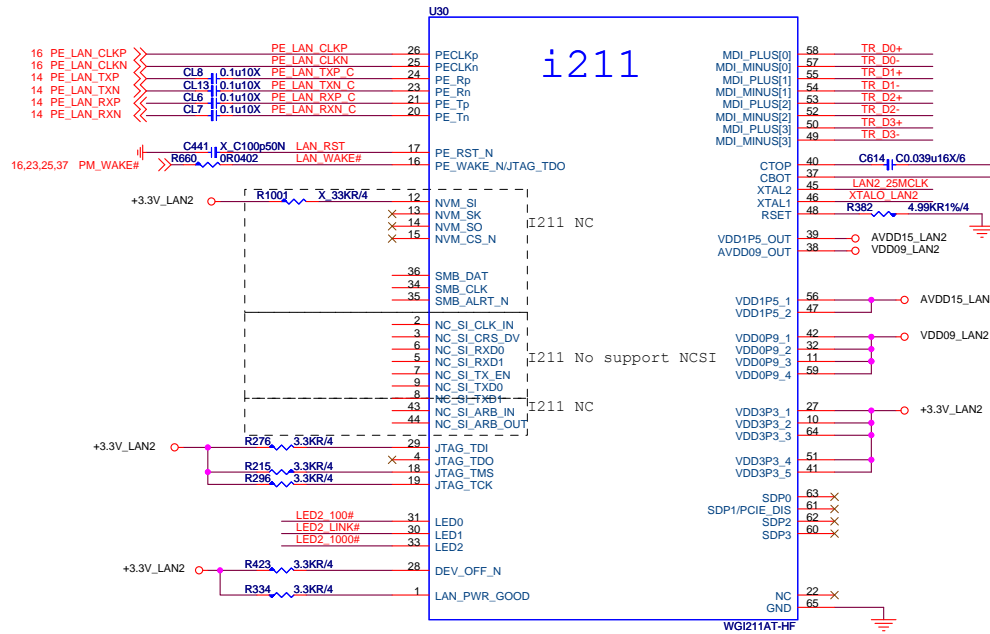 U30
i211
16 PE_LAN_CLKP PE_LAN_CLKP 26 PECLKp
16 PE_LAN_CLKN PE_LAN_CLKN 25 PECLKn
14 PE_LAN_TXP CL8 0.1u10X PE_LAN_TXP_C 24 PE_Rp
14 PE_LAN_TXN CL13 0.1u10X PE_LAN_TXN_C 23 PE_Rn
14 PE_LAN_RXP CL6 0.1u10X PE_LAN_RXP_C 21 PE_Tp
14 PE_LAN_RXN CL7 0.1u10X PE_LAN_RXN_C 20 PE_Tn
C441 X_C100p50N LAN_RST 17 PE_RST_N
16,23,25,37 PM_WAKE# R660 0R0402 LAN_WAKE# 16 PE_WAKE_N/JTAG_TDO
+3.3V_LAN2 R1001 X_33KR/4 12 NVM_SI
13 NVM_SK
14 NVM_SO
15 NVM_CS_N
I211 NC
36 SMB_DAT
34 SMB_CLK
35 SMB_ALRT_N
2 NC_SI_CLK_IN
3 NC_SI_CRS_DV
6 NC_SI_RXD0
5 NC_SI_RXD1
7 NC_SI_TX_EN
9 NC_SI_TXD0
8 NC_SI_TXD1
I211 No support NCSI
43 NC_SI_ARB_IN
44 NC_SI_ARB_OUT
I211 NC
+3.3V_LAN2 R276 3.3KR/4 29 JTAG_TDI
4 JTAG_TDO
R215 3.3KR/4 18 JTAG_TMS
R296 3.3KR/4 19 JTAG_TCK
LED2_100# 31 LED0
LED2_LINK# 30 LED1
LED2_1000# 33 LED2
+3.3V_LAN2 R423 3.3KR/4 28 DEV_OFF_N
R334 3.3KR/4 1 LAN_PWR_GOOD
MDI_PLUS[0] 58 TR_D0+
MDI_MINUS[0] 57 TR_D0-
MDI_PLUS[1] 55 TR_D1+
MDI_MINUS[1] 54 TR_D1-
MDI_PLUS[2] 53 TR_D2+
MDI_MINUS[2] 52 TR_D2-
MDI_PLUS[3] 50 TR_D3+
MDI_MINUS[3] 49 TR_D3-
CTOP 40 C614 C0.039u16X/6
CBOT 37
XTAL2 45 LAN2_25MCLK
XTAL1 46 XTALO_LAN2
RSET 48 R382 4.99KR1%/4
VDD1P5_OUT 39 AVDD15_LAN2
AVDD09_OUT 38 VDD09_LAN2
VDD1P5_1 56 AVDD15_LAN
VDD1P5_2 47
VDD0P9_1 42 VDD09_LAN2
VDD0P9_2 32
VDD0P9_3 11
VDD0P9_4 59
VDD3P3_1 27 +3.3V_LAN2
VDD3P3_2 10
VDD3P3_3 64
VDD3P3_4 51
VDD3P3_5 41
SDP0 63
SDP1/PCIE_DIS 61
SDP2 62
SDP3 60
NC 22
GND 65
WGI211AT-HF